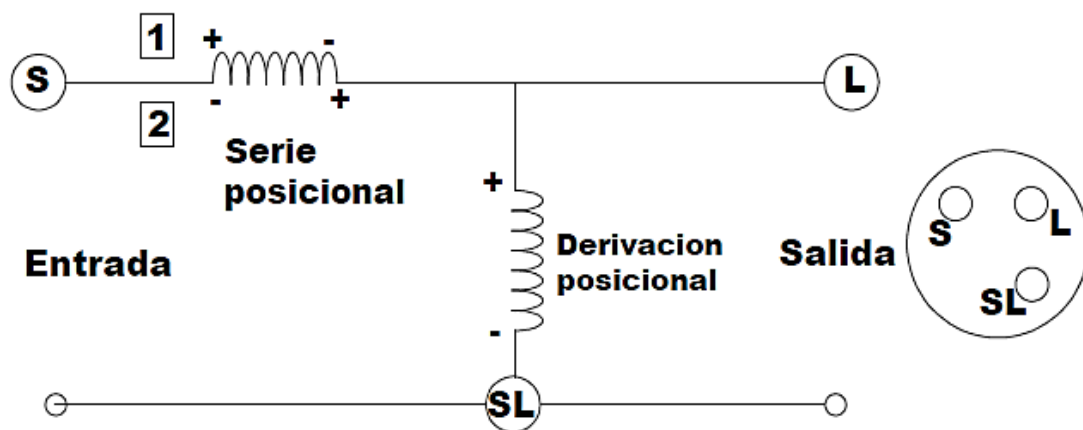 1
+ -
S
L
- +
2
Serie
posicional
+
S
L
Entrada
Derivacion
posicional
Salida
SL
-
SL